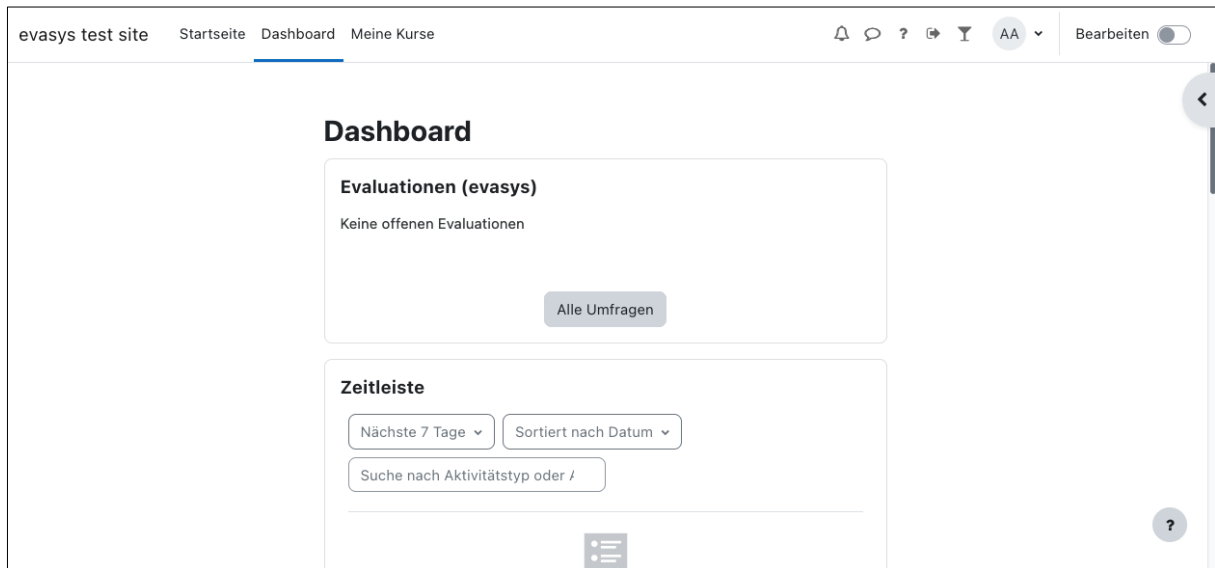 evasys test site Startseite Dashboard Meine Kurse ? AA Bearbeiten
Dashboard
Evaluationen (evasys)
Keine offenen Evaluationen
Alle Umfragen
Zeitleiste
Nächste 7 Tage Sortiert nach Datum
Suche nach Aktivitätstyp oder
?